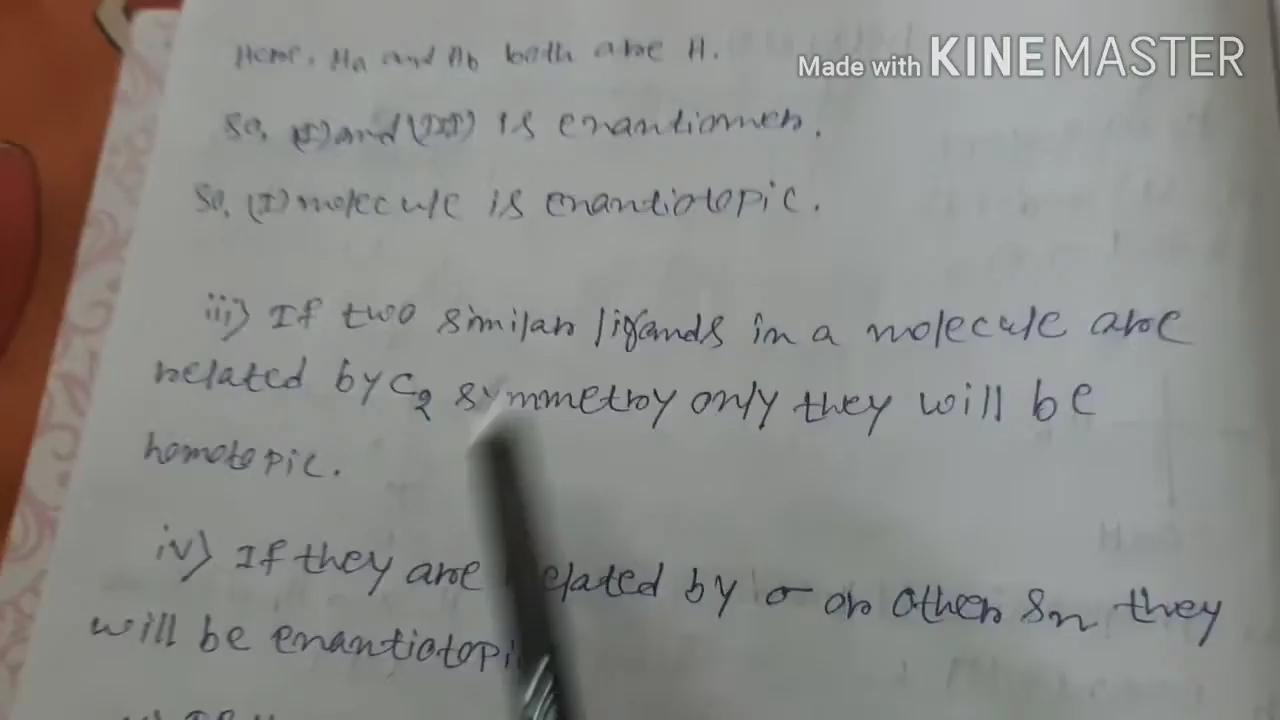 Made with KINEMASTER
Here, Ha and Hb both are H.
So, (I) and (III) is enantiomer.
So, (I) molecule is enantiotopic.
iii) If two similar ligands in a molecule are
related by C2 symmetry only they will be
homotopic.
iv) If they are related by σ or other Sn they
will be enantiotopi